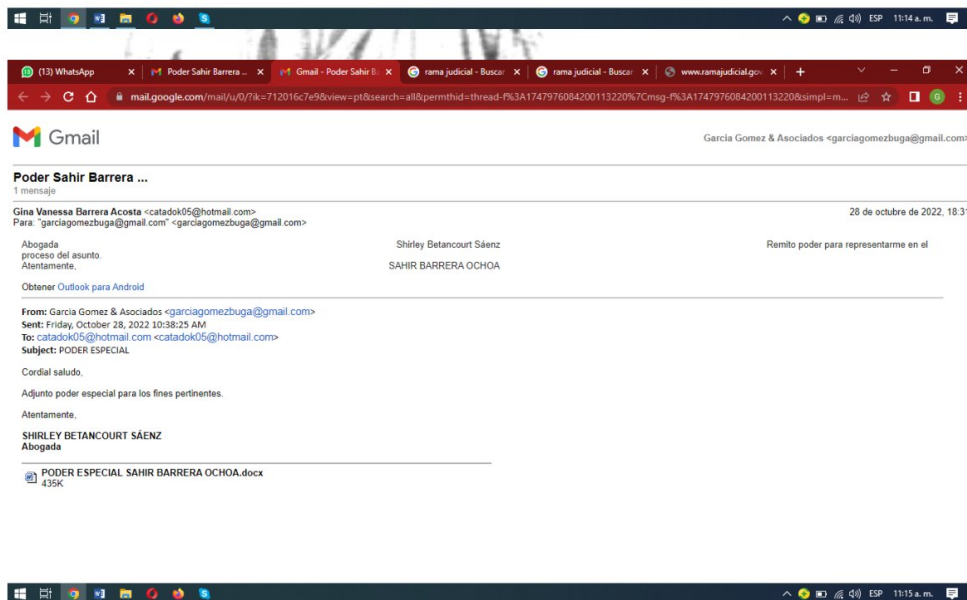 ESP 11:14 a. m.
(13) WhatsApp
Poder Sahir Barrera ...
Gmail - Poder Sahir B
rama judicial - Buscar
rama judicial - Buscar
www.ramajudicial.gov
mail.google.com/mail/u/0/?ik=712016c7e9&view=pt&search=all&permthid=thread-f%3A1747976084200113220%7Cmsg-f%3A1747976084200113220&simpl=m...
Gmail
Garcia Gomez & Asociados <garciagomezbuga@gmail.com>
Poder Sahir Barrera ...
1 mensaje
Gina Vanessa Barrera Acosta <catadok05@hotmail.com> 28 de octubre de 2022, 18:31
Para: "garciagomezbuga@gmail.com" <garciagomezbuga@gmail.com>
Abogada Shirley Betancourt Sáenz Remito poder para representarme en el
proceso del asunto.
Atentamente, SAHIR BARRERA OCHOA
Obtener Outlook para Android
From: Garcia Gomez & Asociados <garciagomezbuga@gmail.com>
Sent: Friday, October 28, 2022 10:38:25 AM
To: catadok05@hotmail.com <catadok05@hotmail.com>
Subject: PODER ESPECIAL
Cordial saludo,
Adjunto poder especial para los fines pertinentes.
Atentamente,
SHIRLEY BETANCOURT SÁENZ
Abogada
PODER ESPECIAL SAHIR BARRERA OCHOA.docx
435K
ESP 11:15 a. m.